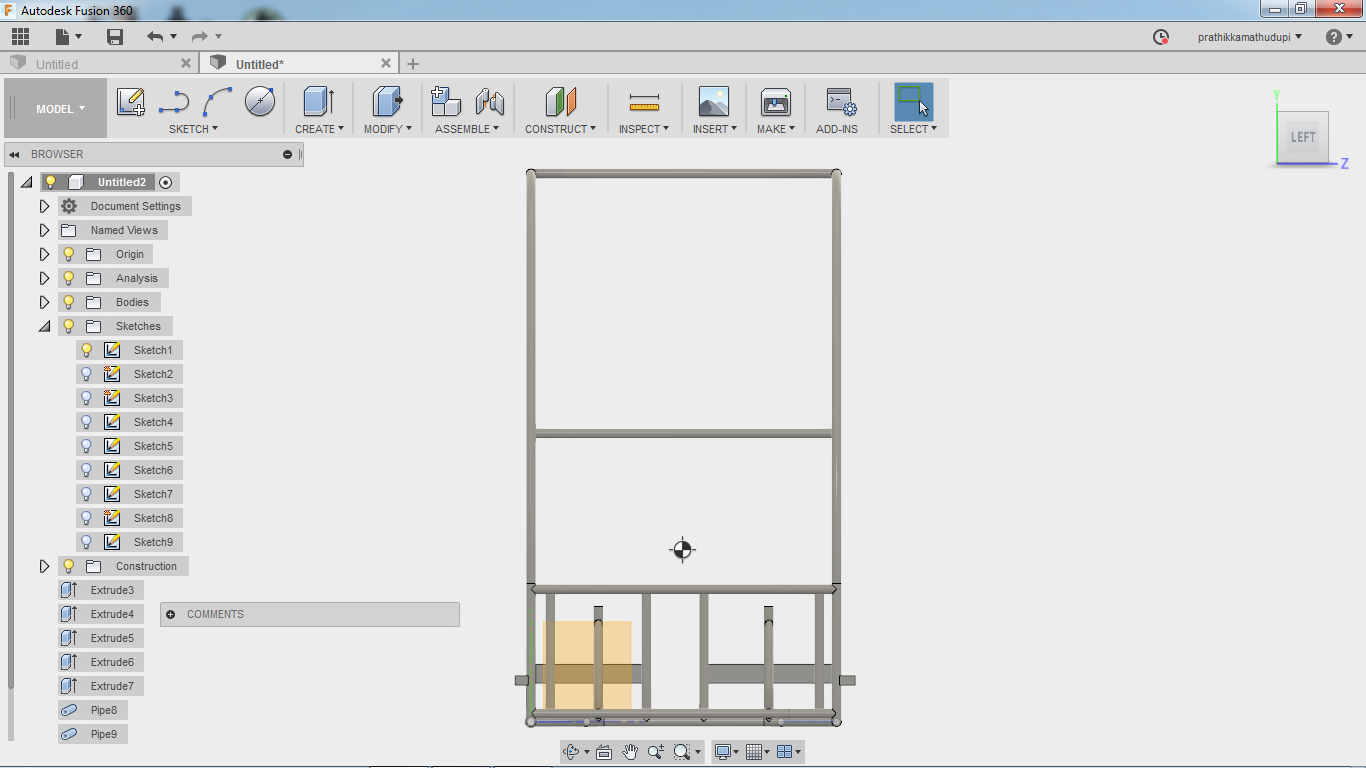 Autodesk Fusion 360
prathikkamathudupi
Untitled
Untitled*
MODEL
SKETCH
CREATE
MODIFY
ASSEMBLE
CONSTRUCT
INSPECT
INSERT
MAKE
ADD-INS
SELECT
Y
LEFT
Z
BROWSER
Untitled2
Document Settings
Named Views
Origin
Analysis
Bodies
Sketches
Sketch1
Sketch2
Sketch3
Sketch4
Sketch5
Sketch6
Sketch7
Sketch8
Sketch9
Construction
Extrude3
Extrude4
COMMENTS
Extrude5
Extrude6
Extrude7
Pipe8
Pipe9